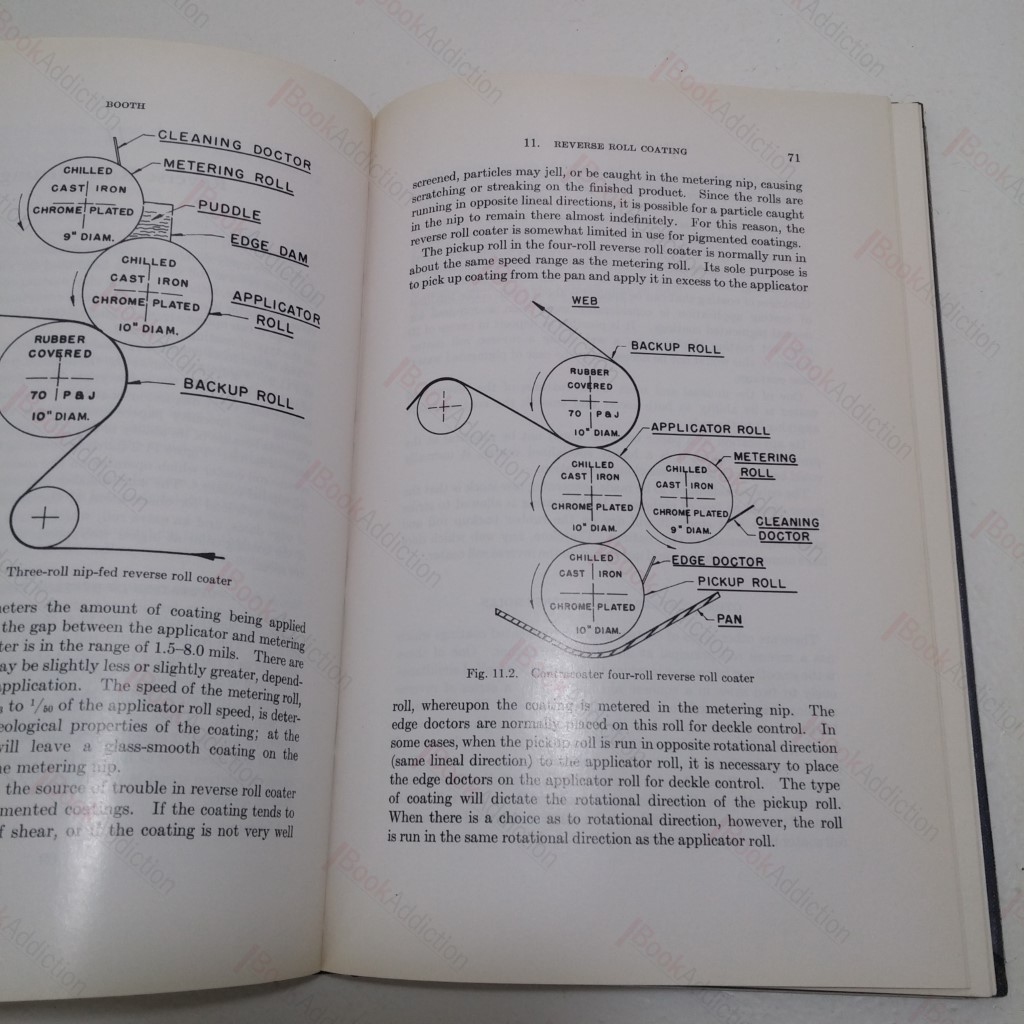 BOOTH
CLEANING DOCTOR
METERING ROLL
CHILLED
CAST IRON
CHROME PLATED
9" DIAM.
PUDDLE
EDGE DAM
CHILLED
CAST IRON
CHROME PLATED
10" DIAM.
APPLICATOR
ROLL
RUBBER
COVERED
70 P&J
10" DIAM.
BACKUP ROLL
Three-roll nip-fed reverse roll coater
meters the amount of coating being applied
the gap between the applicator and metering
ter is in the range of 1.5–8.0 mils. There are
ay be slightly less or slightly greater, depend-
application. The speed of the metering roll,
to 1/50 of the applicator roll speed, is deter-
eological properties of the coating; at the
will leave a glass-smooth coating on the
e metering nip.
the source of trouble in reverse roll coater
mented coatings. If the coating tends to
f shear, or if the coating is not very well
11. REVERSE ROLL COATING 71
screened, particles may jell, or be caught in the metering nip, causing
scratching or streaking on the finished product. Since the rolls are
running in opposite lineal directions, it is possible for a particle caught
in the nip to remain there almost indefinitely. For this reason, the
reverse roll coater is somewhat limited in use for pigmented coatings.
The pickup roll in the four-roll reverse roll coater is normally run in
about the same speed range as the metering roll. Its sole purpose is
to pick up coating from the pan and apply it in excess to the applicator
WEB
BACKUP ROLL
RUBBER
COVERED
70 P&J
10" DIAM.
APPLICATOR ROLL
CHILLED
CAST IRON
CHROME PLATED
10" DIAM.
METERING
ROLL
CHILLED
CAST IRON
CHROME PLATED
9" DIAM.
CLEANING
DOCTOR
EDGE DOCTOR
CHILLED
CAST IRON
CHROME PLATED
10" DIAM.
PICKUP ROLL
PAN
Fig. 11.2. Contracoater four-roll reverse roll coater
roll, whereupon the coating is metered in the metering nip. The
edge doctors are normally placed on this roll for deckle control. In
some cases, when the pickup roll is run in opposite rotational direction
(same lineal direction) to the applicator roll, it is necessary to place
the edge doctors on the applicator roll for deckle control. The type
of coating will dictate the rotational direction of the pickup roll.
When there is a choice as to rotational direction, however, the roll
is run in the same rotational direction as the applicator roll.
BookAddiction